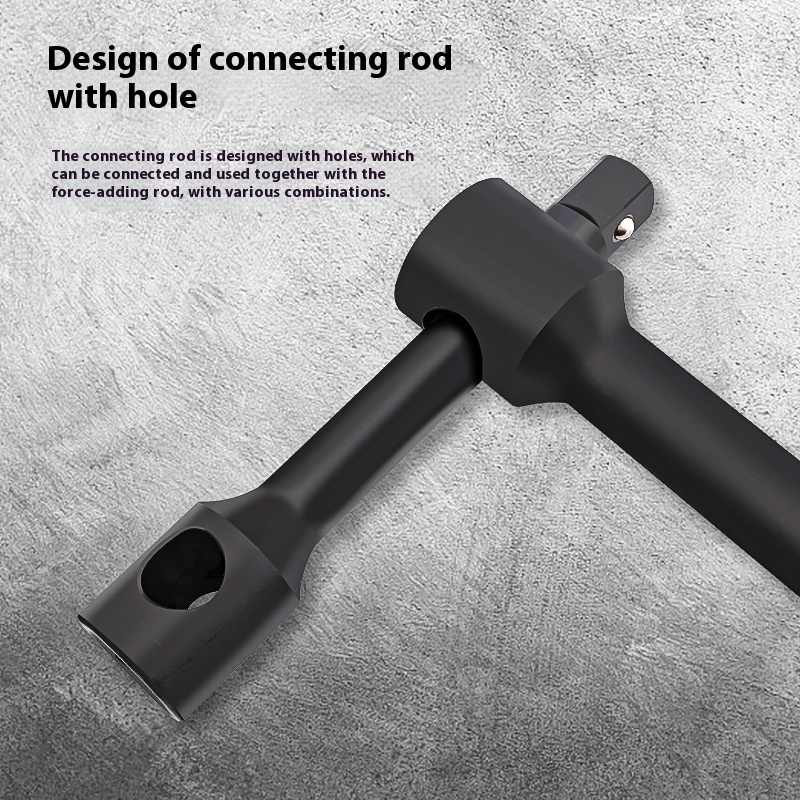 Design of connecting rod
with hole
The connecting rod is designed with holes, which
can be connected and used together with the
force-adding rod, with various combinations.